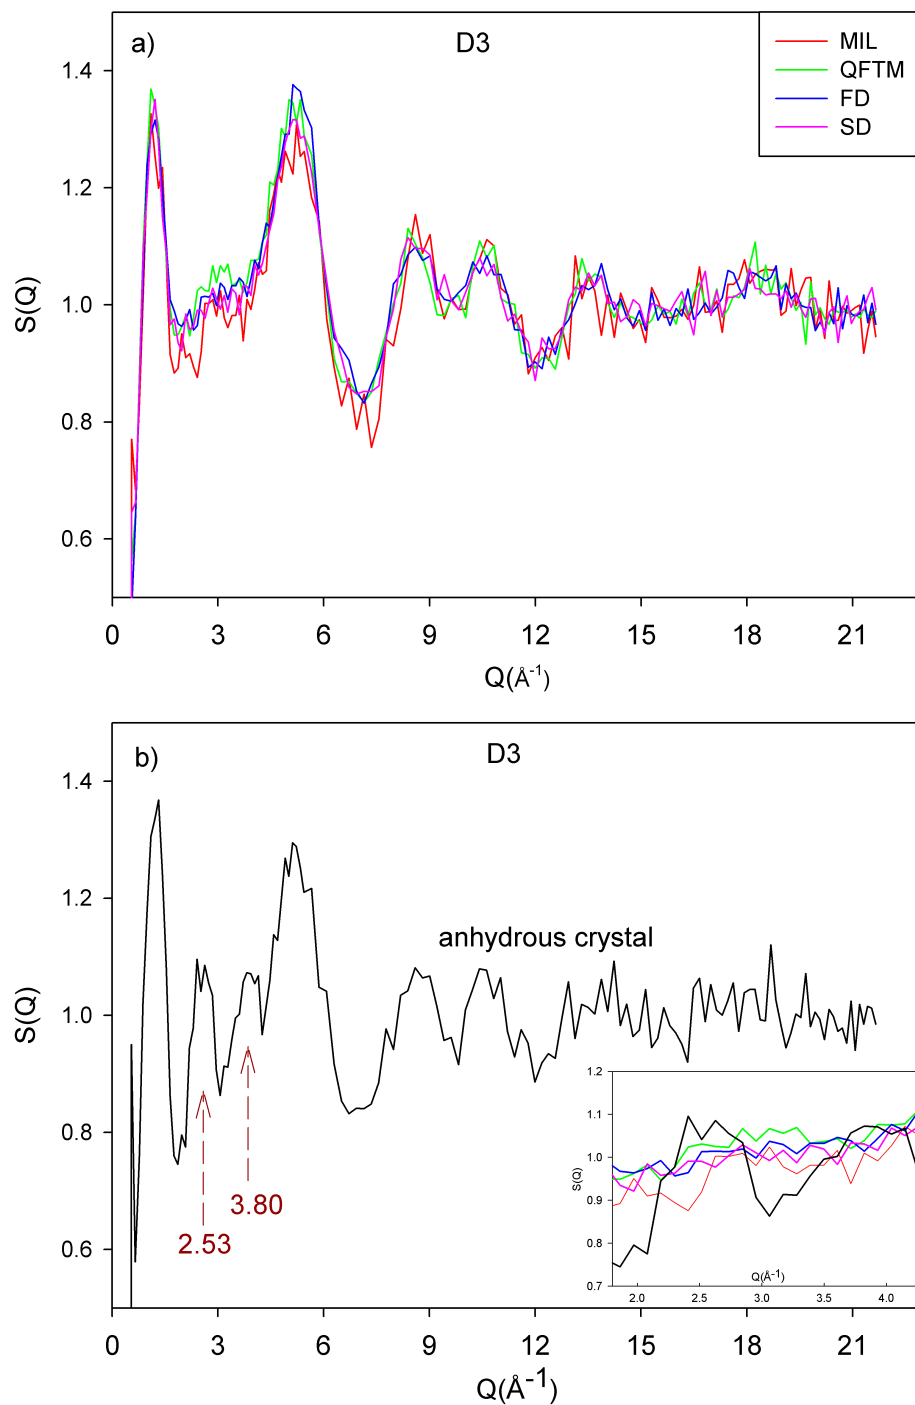 a)
D3
MIL
QFTM
FD
SD
1.4
1.2
1.0
0.8
0.6
S(Q)
0 3 6 9 12 15 18 21
Q(Å⁻¹)
b)
D3
1.4
1.2
1.0
0.8
0.6
S(Q)
anhydrous crystal
3.80
2.53
1.2
1.1
1.0
0.9
0.8
0.7
S(Q)
Q(Å⁻¹)
2.0 2.5 3.0 3.5 4.0
0 3 6 9 12 15 18 21
Q(Å⁻¹)